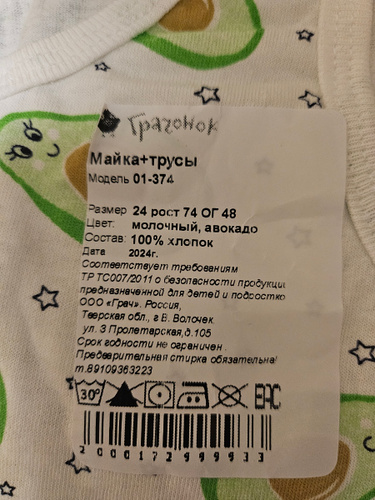 Грачонок
Майка+трусы
Модель 01-374
Размер 24 рост 74 ОГ 48
Цвет: молочный, авокадо
Состав: 100% хлопок
Дата 2024г.
Соответствует требованиям
ТР ТС007/2011 о безопасности продукции
предназначенной для детей и подростко
ООО «Грач». Россия,
Тверская обл., г В. Волочек
ул. 3 Пролетарская,д.105
Срок годности не ограничен
Предварительная стирка обязательна!
т.89109363223
30° EAC
2000172999933